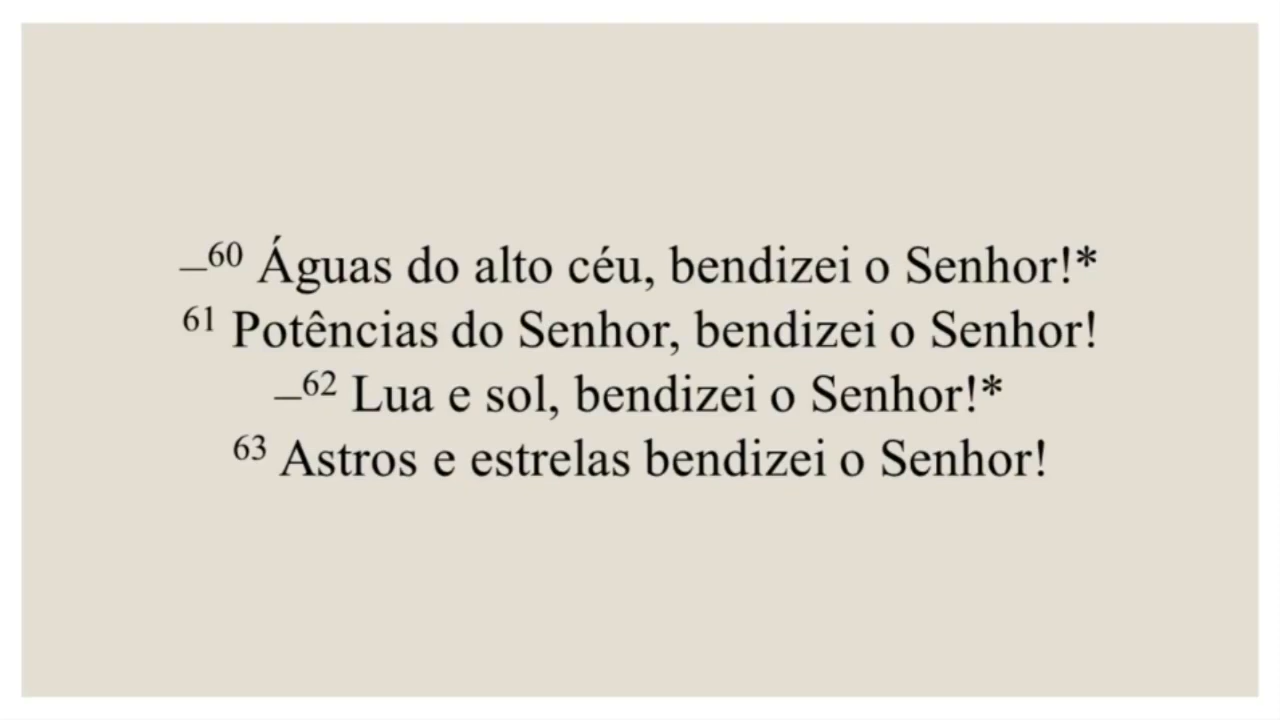 –⁶⁰ Águas do alto céu, bendizei o Senhor!*
⁶¹ Potências do Senhor, bendizei o Senhor!
–⁶² Lua e sol, bendizei o Senhor!*
⁶³ Astros e estrelas bendizei o Senhor!